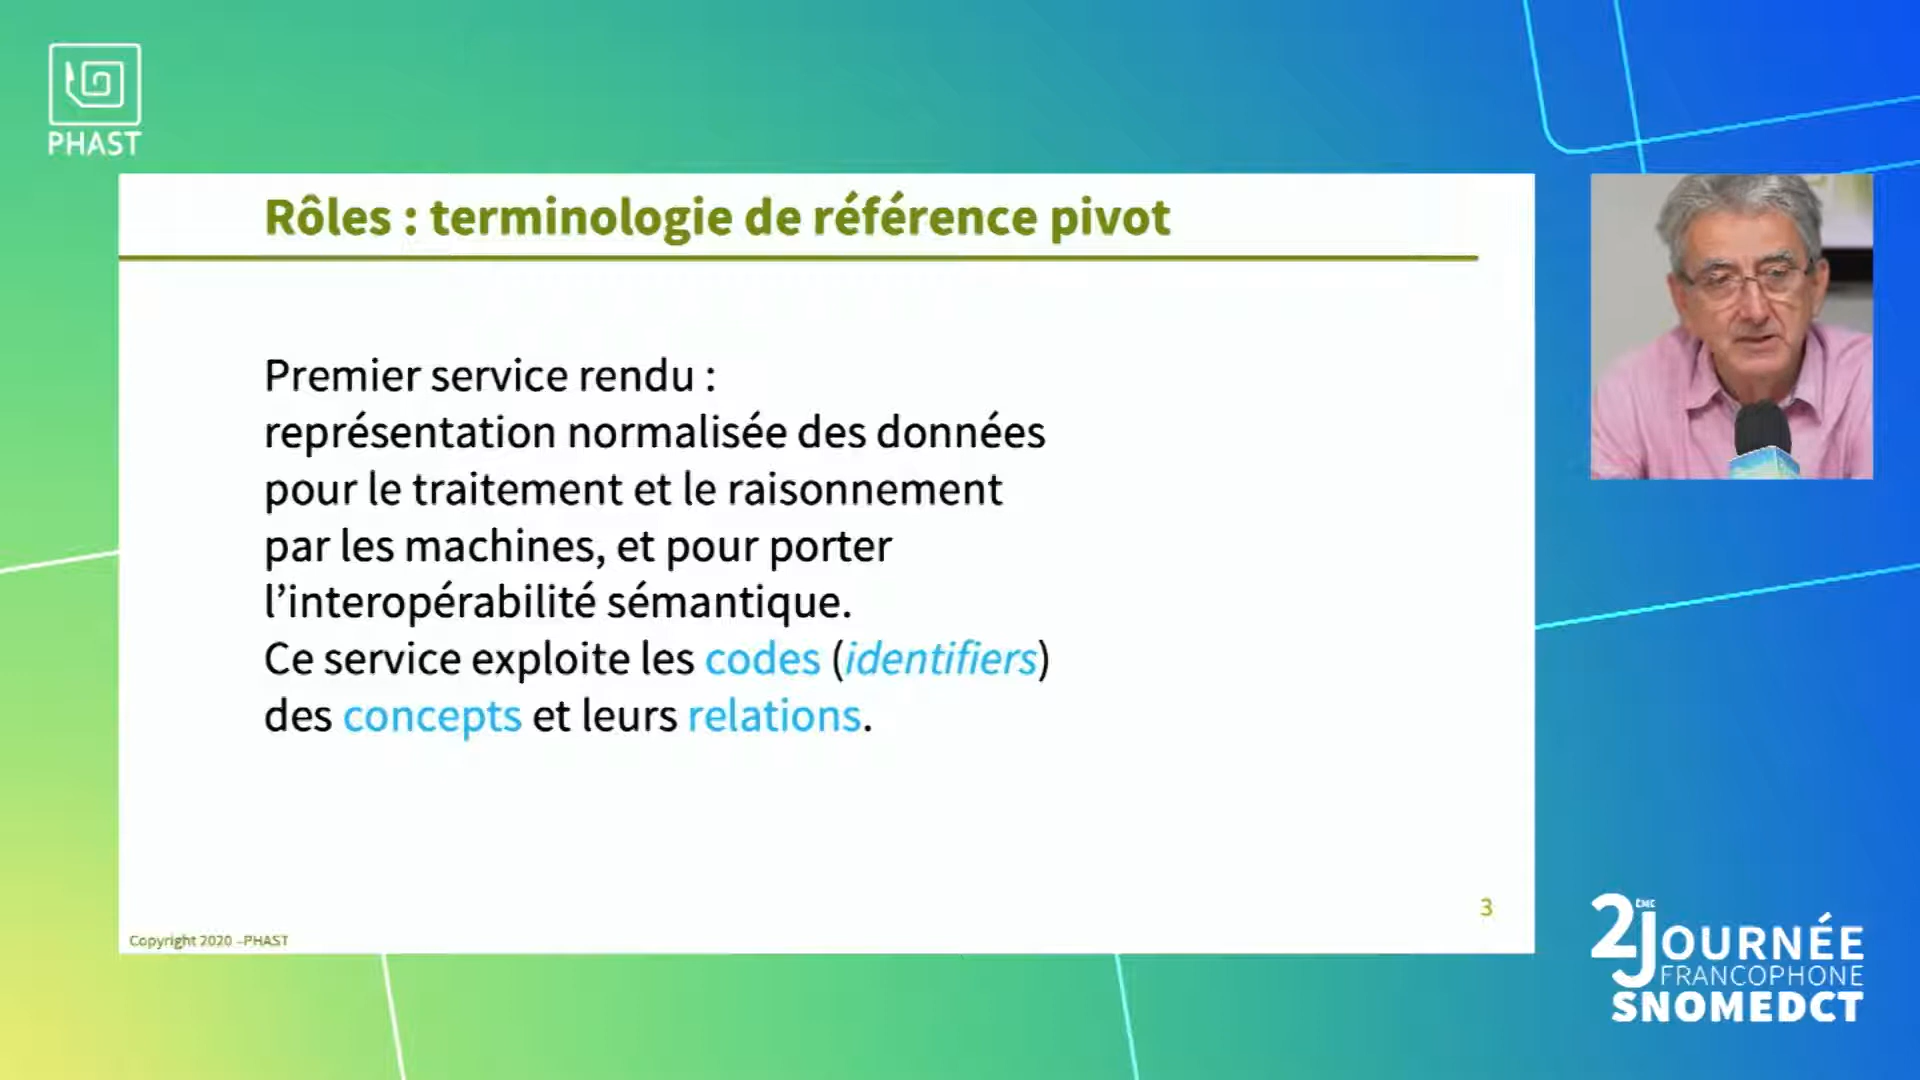 PHAST
Rôles : terminologie de référence pivot
Premier service rendu :
représentation normalisée des données
pour le traitement et le raisonnement
par les machines, et pour porter
l’interopérabilité sémantique.
Ce service exploite les codes (identifiers)
des concepts et leurs relations.
3
Copyright 2020 –PHAST
2ÈME JOURNÉE
FRANCOPHONE
SNOMEDCT